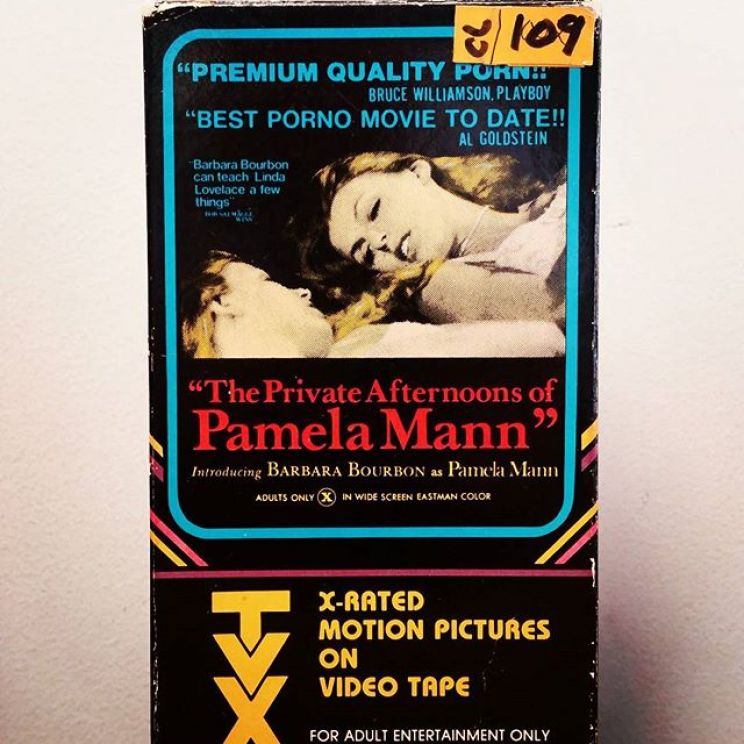 CL/109
“PREMIUM QUALITY PORN!!”
BRUCE WILLIAMSON, PLAYBOY
“BEST PORNO MOVIE TO DATE!!
AL GOLDSTEIN
"Barbara Bourbon
can teach Linda
Lovelace a few
things"
WINS
“The Private Afternoons of
Pamela Mann”
Introducing BARBARA BOURBON as Pamela Mann
ADULTS ONLY X IN WIDE SCREEN EASTMAN COLOR
TVX
X-RATED
MOTION PICTURES
ON
VIDEO TAPE
FOR ADULT ENTERTAINMENT ONLY